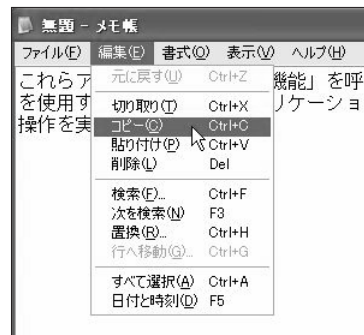 無題 - メモ帳
ファイル(F) 編集(E) 書式(O) 表示(V) ヘルプ(H)
これらア
機能」を呼
を使用す
リケーショ
操作を実
元に戻す(U) Ctrl+Z
切り取り(T) Ctrl+X
コピー(C) Ctrl+C
貼り付け(P) Ctrl+V
削除(L) Del
検索(F)... Ctrl+F
次を検索(N) F3
置換(R)... Ctrl+H
行へ移動(G)... Ctrl+G
すべて選択(A) Ctrl+A
日付と時刻(D) F5